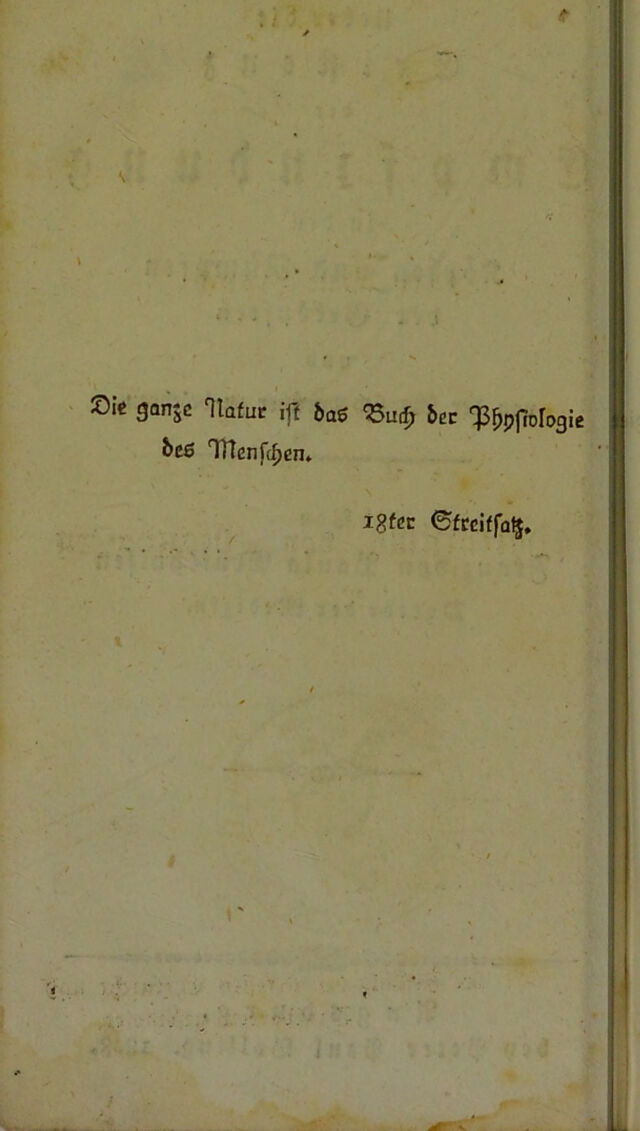 Die ganze Natur ist das Buch der Physiologie
des Menschen.
18ter Streitsatz.